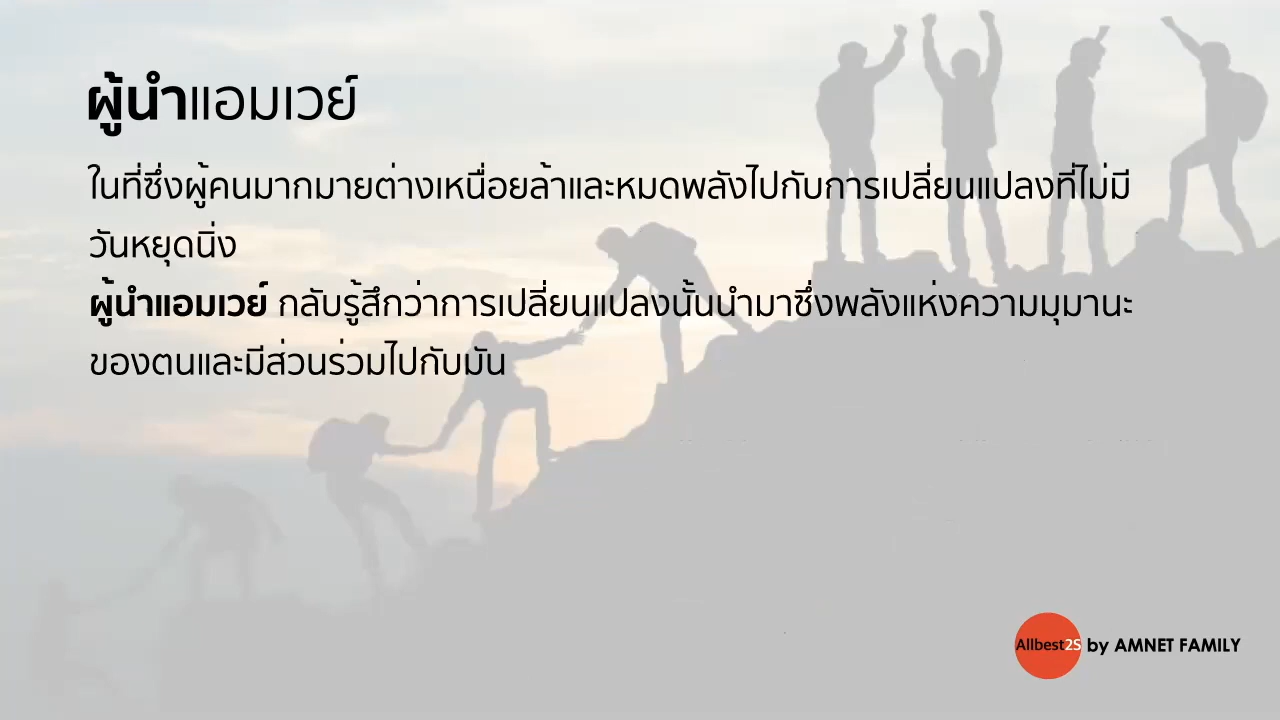 ผู้นำแอมเวย์
ในที่ซึ่งผู้คนมากมายต่างเหนื่อยล้าและหมดพลังไปกับการเปลี่ยนแปลงที่ไม่มี
วันหยุดนิ่ง
ผู้นำแอมเวย์ กลับรู้สึกว่าการเปลี่ยนแปลงนั้นนำมาซึ่งพลังแห่งความมุมานะ
ของตนและมีส่วนร่วมไปกับมัน
Allbest2S by AMNET FAMILY